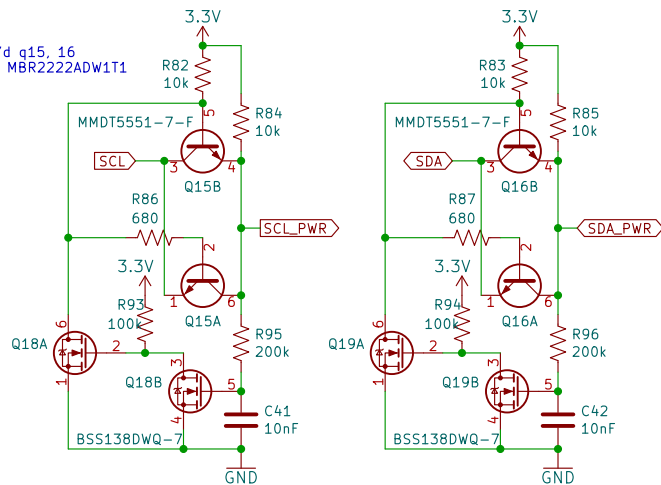 3.3V
3.3V
/d q15, 16
MBR2222ADW1T1
R82
10k
R84
10k
MMDT5551-7-F
5
SCL
3
4
Q15B
R86
680
SCL_PWR
2
3.3V
1
6
Q15A
R93
100k
R95
200k
Q18A
6
2
1
3
Q18B
5
4
C41
10nF
BSS138DWQ-7
GND
R83
10k
R85
10k
MMDT5551-7-F
5
SDA
3
4
Q16B
R87
680
SDA_PWR
2
3.3V
1
6
Q16A
R94
100k
R96
200k
Q19A
6
2
1
3
Q19B
5
4
C42
10nF
BSS138DWQ-7
GND